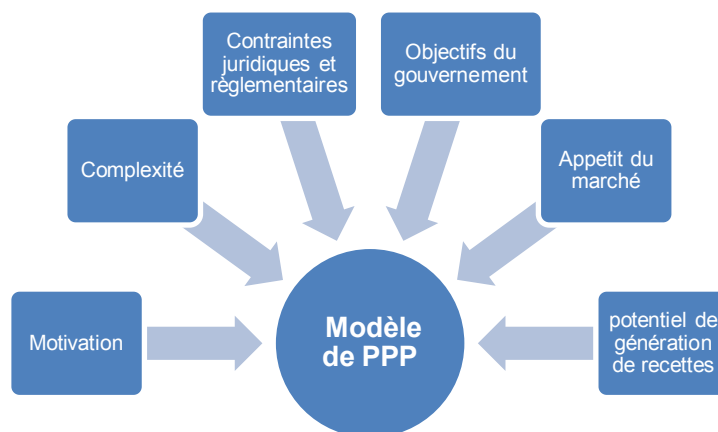 Contraintes
juridiques et
règlementaires
Objectifs du
gouvernement
Complexité
Appetit du
marché
Motivation
Modèle
de PPP
potentiel de
génération
de recettes